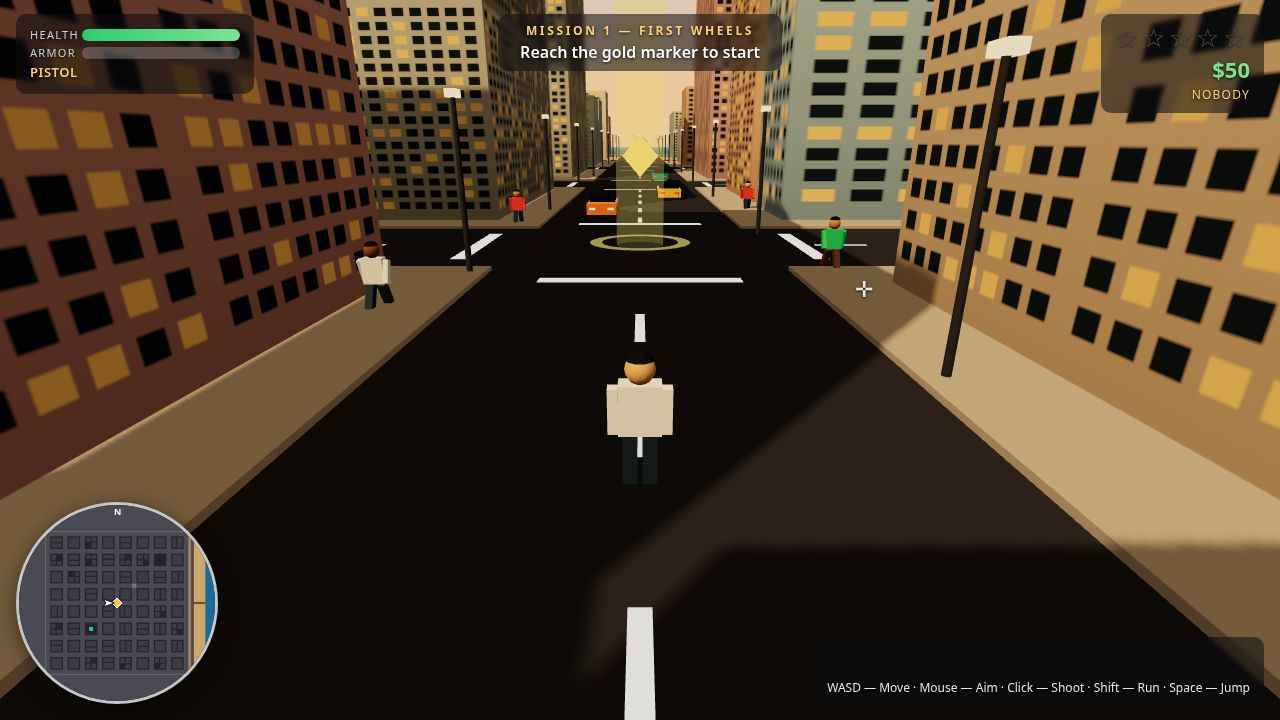 HEALTH
ARMOR
PISTOL
MISSION 1 — FIRST WHEELS
Reach the gold marker to start
$50
NOBODY
N
WASD — Move · Mouse — Aim · Click — Shoot · Shift — Run · Space — Jump